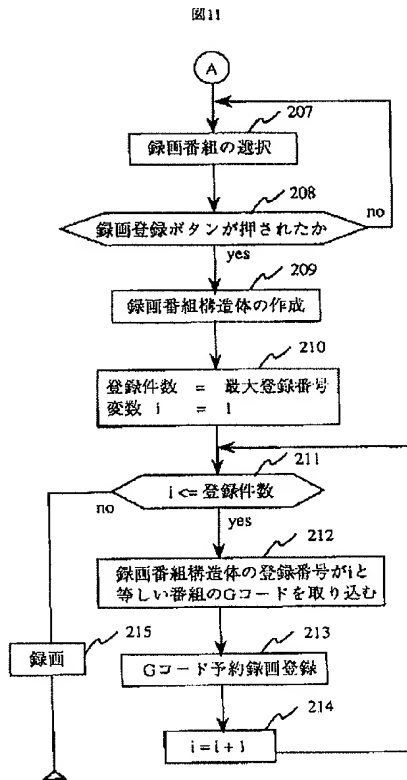 図11
A
207
録画番組の選択
208
録画登録ボタンが押されたか
no
yes
209
録画番組構造体の作成
210
登録件数 = 最大登録番号
変数 i = 1
211
i <= 登録件数
no
yes
212
録画番組構造体の登録番号がiと
等しい番組のGコードを取り込む
215
録画
213
Gコード予約録画登録
214
i = i + 1